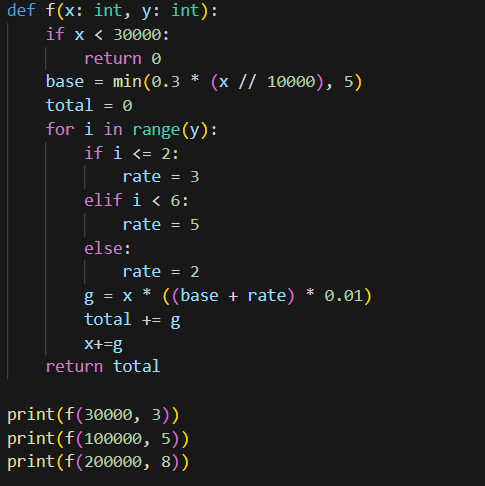 def f(x: int, y: int):
    if x < 30000:
        return 0
    base = min(0.3 * (x // 10000), 5)
    total = 0
    for i in range(y):
        if i <= 2:
            rate = 3
        elif i < 6:
            rate = 5
        else:
            rate = 2
        g = x * ((base + rate) * 0.01)
        total += g
        x+=g
    return total

print(f(30000, 3))
print(f(100000, 5))
print(f(200000, 8))